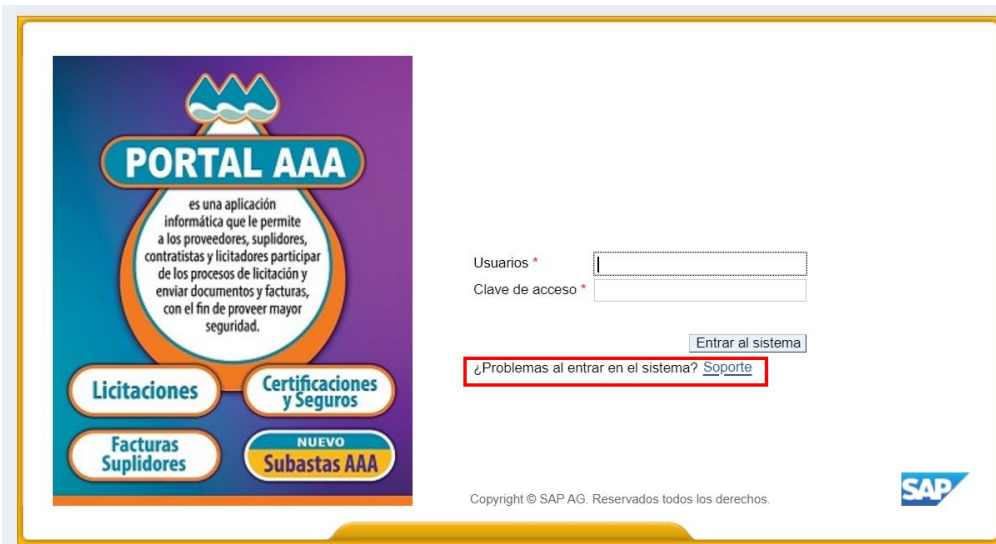 PORTAL AAA
es una aplicación
informática que le permite
a los proveedores, suplidores,
contratistas y licitadores participar
de los procesos de licitación y
enviar documentos y facturas,
con el fin de proveer mayor
seguridad.
Licitaciones
Certificaciones
y Seguros
Facturas
Suplidores
NUEVO
Subastas AAA
Usuarios *
Clave de acceso *
Entrar al sistema
¿Problemas al entrar en el sistema? Soporte
Copyright © SAP AG. Reservados todos los derechos.
SAP